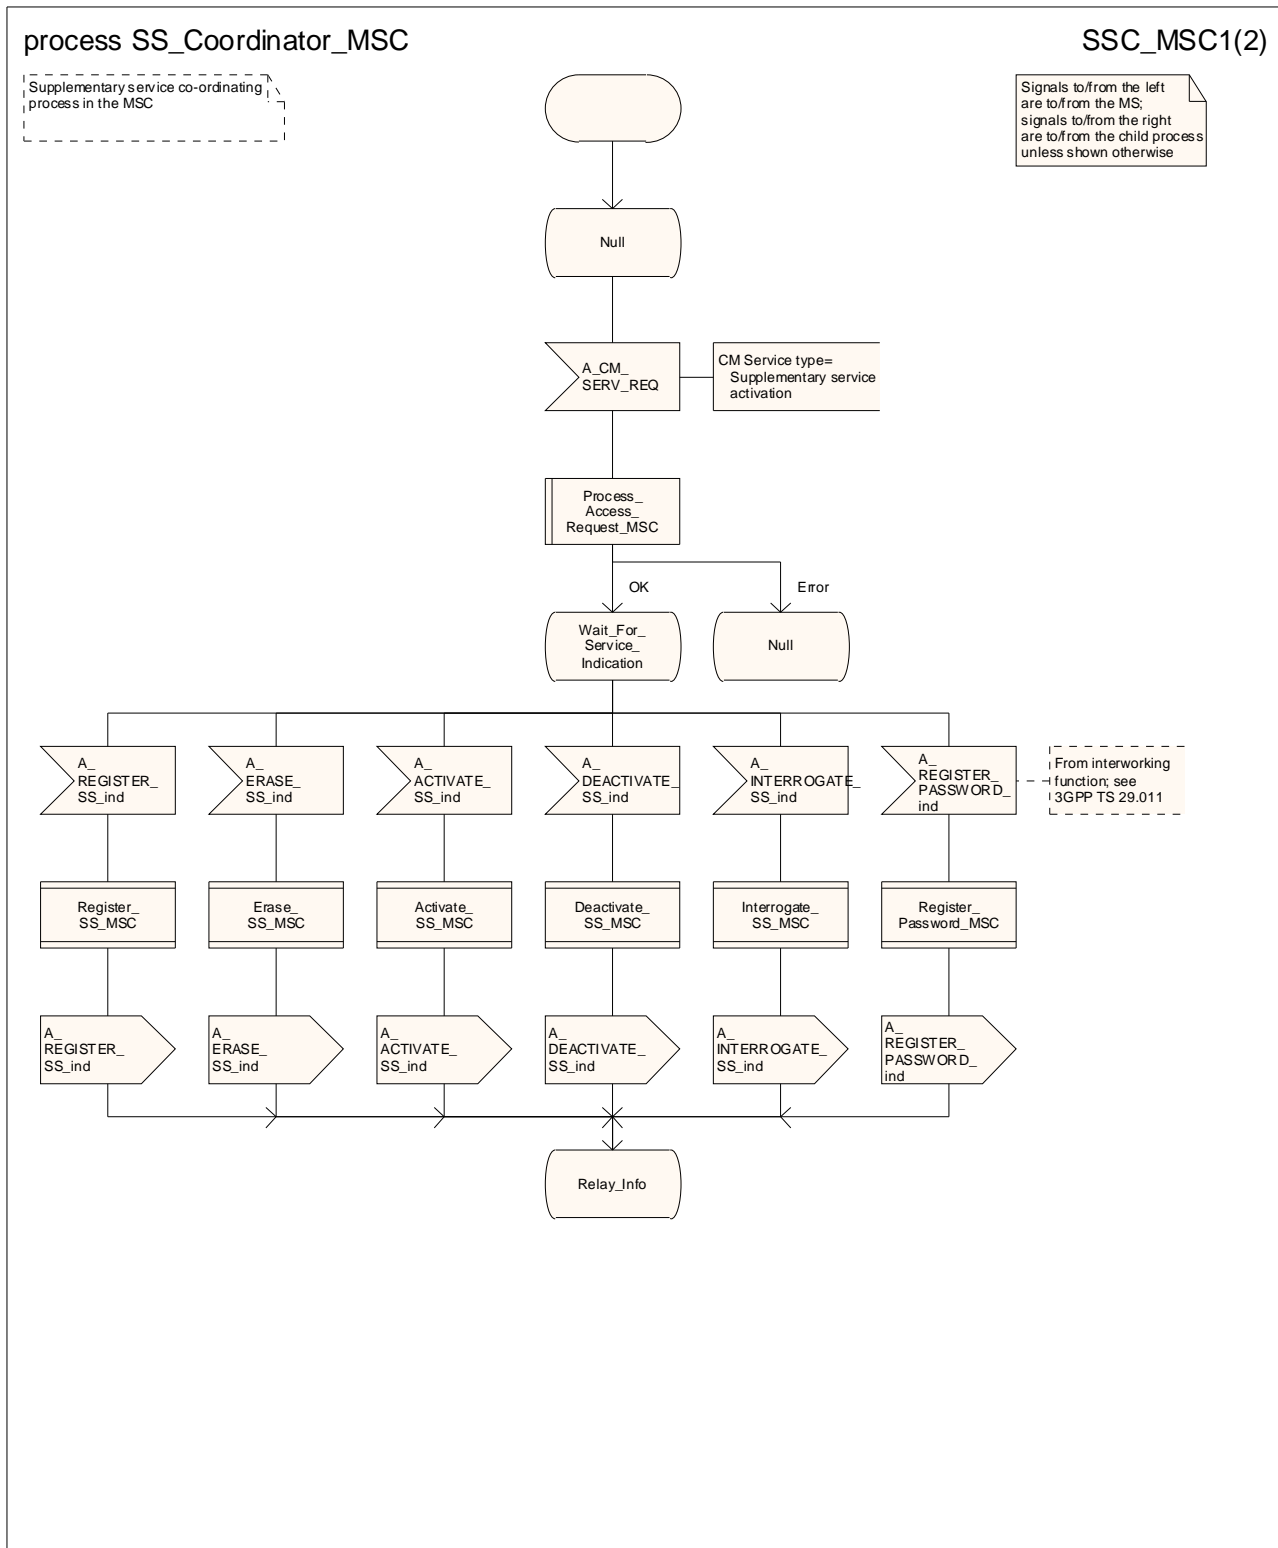 process SS_Coordinator_MSC
SSC_MSC1(2)
Supplementary service co-ordinating
process in the MSC
Signals to/from the left
are to/from the MS;
signals to/from the right
are to/from the child process
unless shown otherwise
Null
A_CM_
SERV_REQ
CM Service type=
Supplementary service
activation
Process_
Access_
Request_MSC
OK
Error
Wait_For_
Service_
Indication
Null
A_
REGISTER_
SS_ind
A_
ERASE_
SS_ind
A_
ACTIVATE_
SS_ind
A_
DEACTIVATE_
SS_ind
A_
INTERROGATE_
SS_ind
A_
REGISTER_
PASSWORD_
ind
From interworking
function; see
3GPP TS 29.011
Register_
SS_MSC
Erase_
SS_MSC
Activate_
SS_MSC
Deactivate_
SS_MSC
Interrogate_
SS_MSC
Register_
Password_MSC
A_
REGISTER_
SS_ind
A_
ERASE_
SS_ind
A_
ACTIVATE_
SS_ind
A_
DEACTIVATE_
SS_ind
A_
INTERROGATE_
SS_ind
A_
REGISTER_
PASSWORD_
ind
Relay_Info